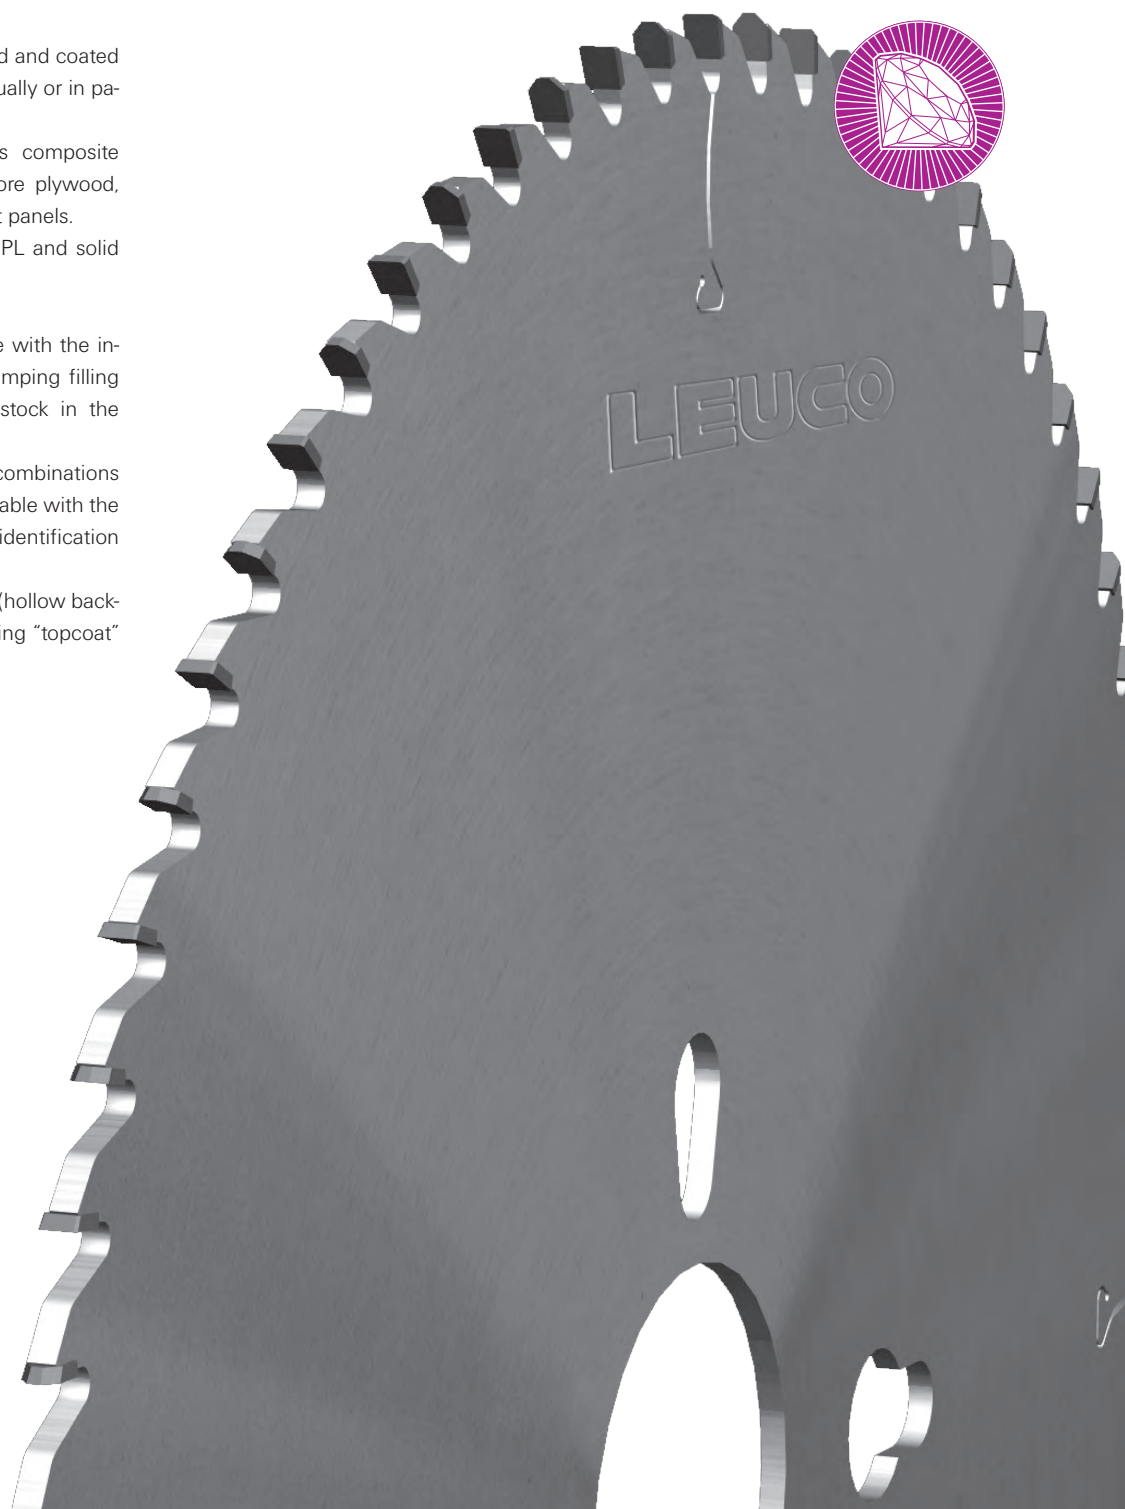 d and coated
ually or in pa-
s composite
ore plywood,
t panels.
PL and solid
e with the in-
mping filling
stock in the
combinations
able with the
identification
(hollow back-
ing “topcoat”
LEUCO